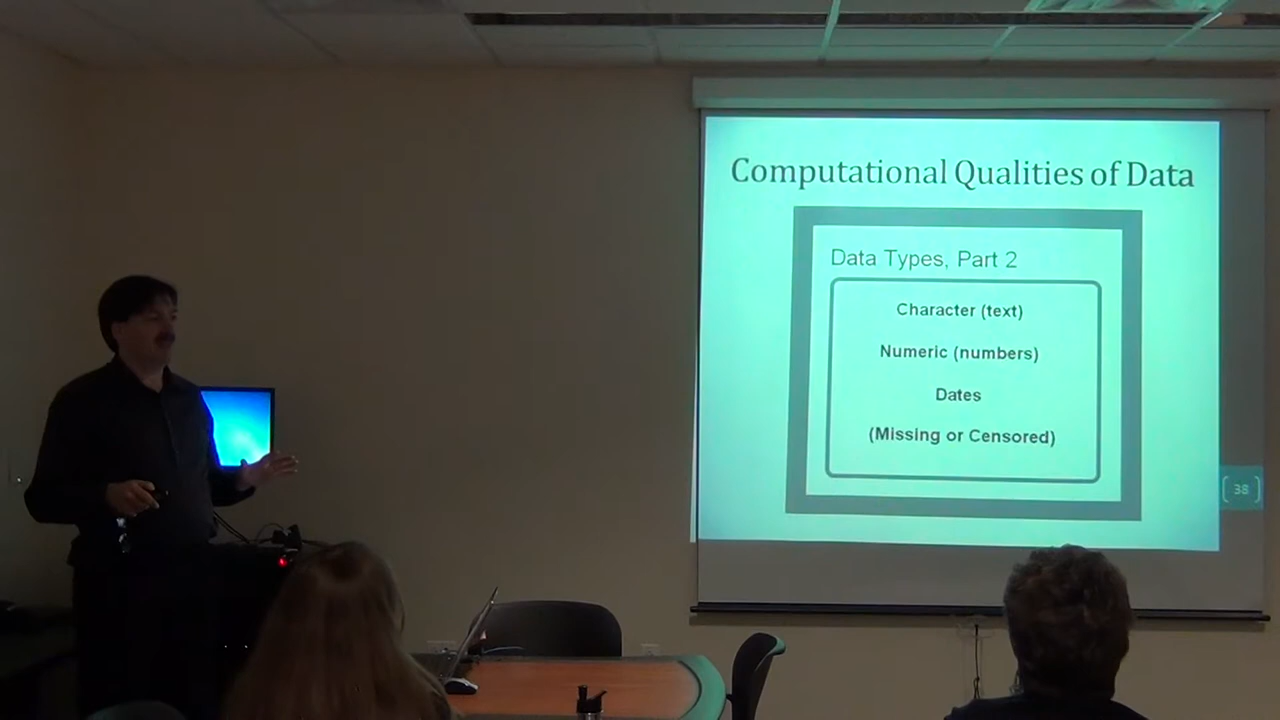 Computational Qualities of Data
Data Types, Part 2
Character (text)
Numeric (numbers)
Dates
(Missing or Censored)
[ 38 ]